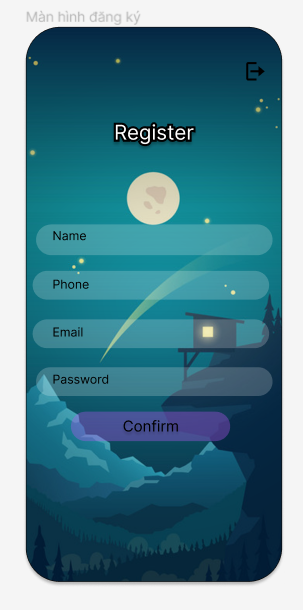 Màn hình đăng ký
Register
Name
Phone
Email
Password
Confirm